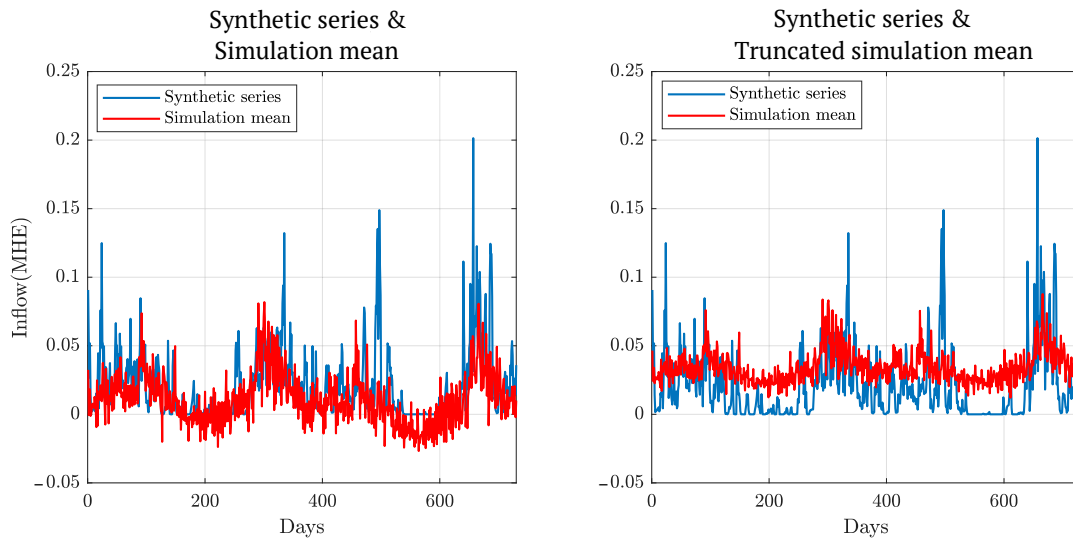 Synthetic series &
Simulation mean
0.25
0.2
0.15
0.1
0.05
0
−0.05
Inflow(MHE)
Synthetic series
Simulation mean
0
200
400
600
Days
Synthetic series &
Truncated simulation mean
0.25
0.2
0.15
0.1
0.05
0
−0.05
Synthetic series
Simulation mean
0
200
400
600
Days